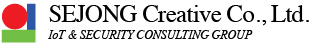 SEJONG Creative Co., Ltd.
IoT & SECURITY CONSULTING GROUP